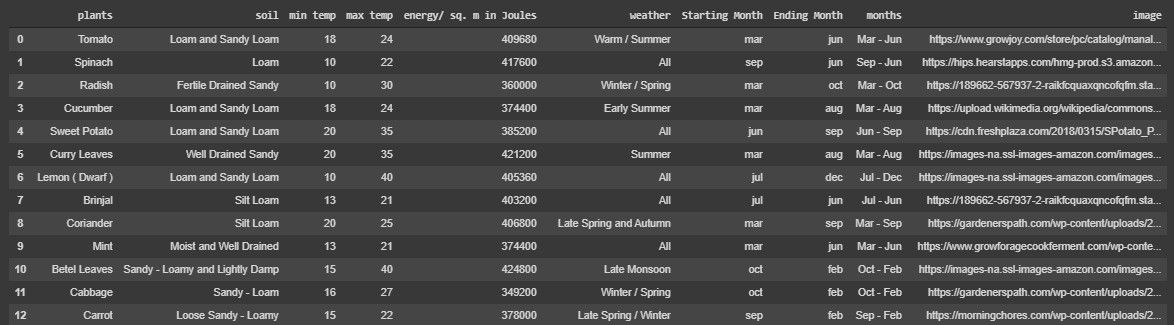 plants soil min temp max temp energy/ sq. m in Joules weather Starting Month Ending Month months image
0 Tomato Loam and Sandy Loam 18 24 409680 Warm / Summer mar jun Mar - Jun https://www.growjoy.com/store/pc/catalog/manal...
1 Spinach Loam 10 22 417600 All sep jun Sep - Jun https://hips.hearstapps.com/hmg-prod.s3.amazon...
2 Radish Fertile Drained Sandy 10 30 360000 Winter / Spring mar oct Mar - Oct https://189662-567937-2-raikfcquaxqncofqfm.sta...
3 Cucumber Loam and Sandy Loam 18 24 374400 Early Summer mar aug Mar - Aug https://upload.wikimedia.org/wikipedia/commons...
4 Sweet Potato Loam and Sandy Loam 20 35 385200 All jun sep Jun - Sep https://cdn.freshplaza.com/2018/0315/SPotato_P...
5 Curry Leaves Well Drained Sandy 20 35 421200 Summer mar aug Mar - Aug https://images-na.ssl-images-amazon.com/images...
6 Lemon ( Dwarf ) Loam and Sandy Loam 10 40 405360 All jul dec Jul - Dec https://images-na.ssl-images-amazon.com/images...
7 Brinjal Silt Loam 13 21 403200 All jul jun Jul - Jun https://189662-567937-2-raikfcquaxqncofqfm.sta...
8 Coriander Silt Loam 20 25 406800 Late Spring and Autumn mar sep Mar - Sep https://gardenerspath.com/wp-content/uploads/2...
9 Mint Moist and Well Drained 13 21 374400 All mar jun Mar - Jun https://www.growforagecookferment.com/wp-conte...
10 Betel Leaves Sandy - Loamy and Lightly Damp 15 40 424800 Late Monsoon oct feb Oct - Feb https://images-na.ssl-images-amazon.com/image...
11 Cabbage Sandy - Loam 16 27 349200 Winter / Spring oct feb Oct - Feb https://gardenerspath.com/wp-content/uploads/2...
12 Carrot Loose Sandy - Loamy 15 22 378000 Late Spring / Winter sep feb Sep - Feb https://morningchores.com/wp-content/uploads/2...